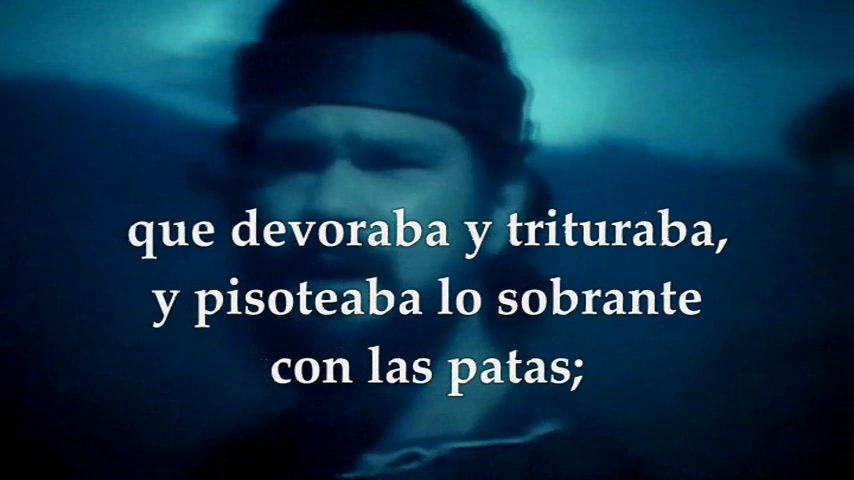 que devoraba y trituraba,
y pisoteaba lo sobrante
con las patas;